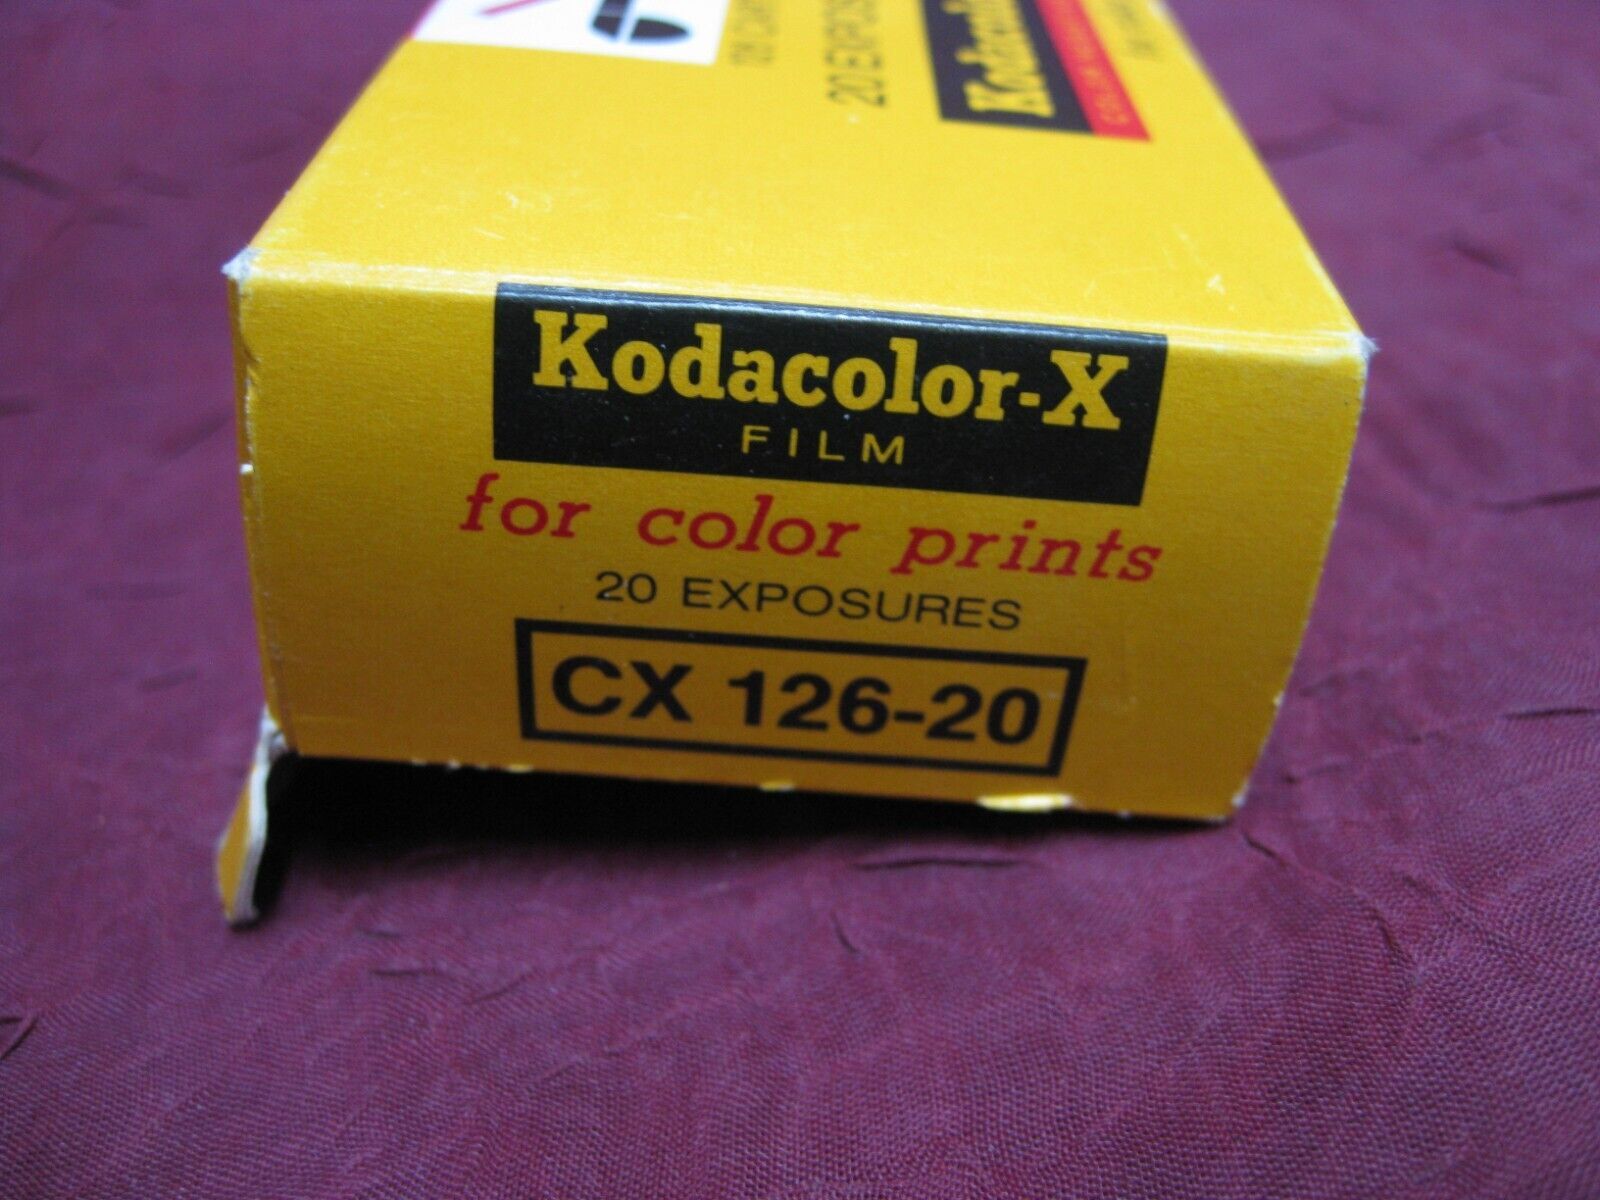 20 EXPOSURES
Kodacolor-X
FILM
for color prints
20 EXPOSURES
CX 126-20